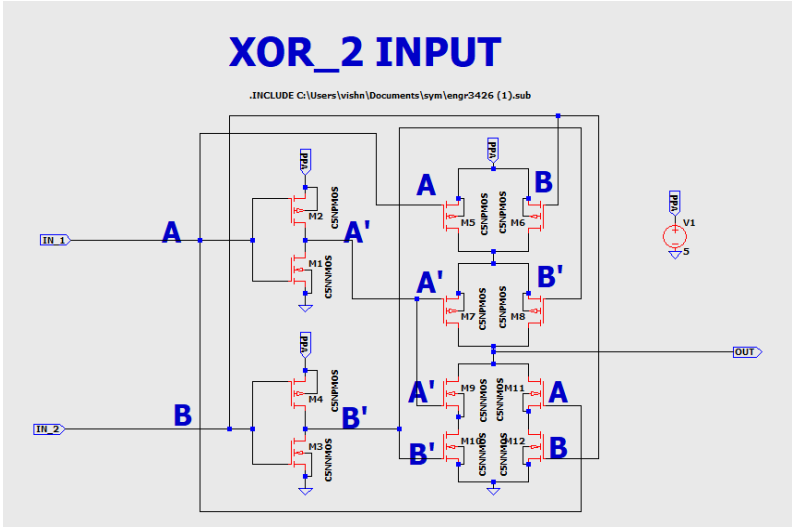 XOR_2 INPUT
.INCLUDE C:\Users\vishn\Documents\sym\engr3426 (1).sub
PPA
PPA
A
B
M2
C5NPMOS
M5
C5NPMOS
M6
C5NPMOS
PPA
V1
5
IN_1
A
A'
M1
C5NNMOS
A'
B'
M7
C5NPMOS
M8
C5NPMOS
PPA
OUT
M4
C5NPMOS
A'
M9
C5NNMOS
M11
C5NNMOS
A
IN_2
B
B'
M3
C5NNMOS
B'
M10
C5NNMOS
M12
C5NNMOS
B